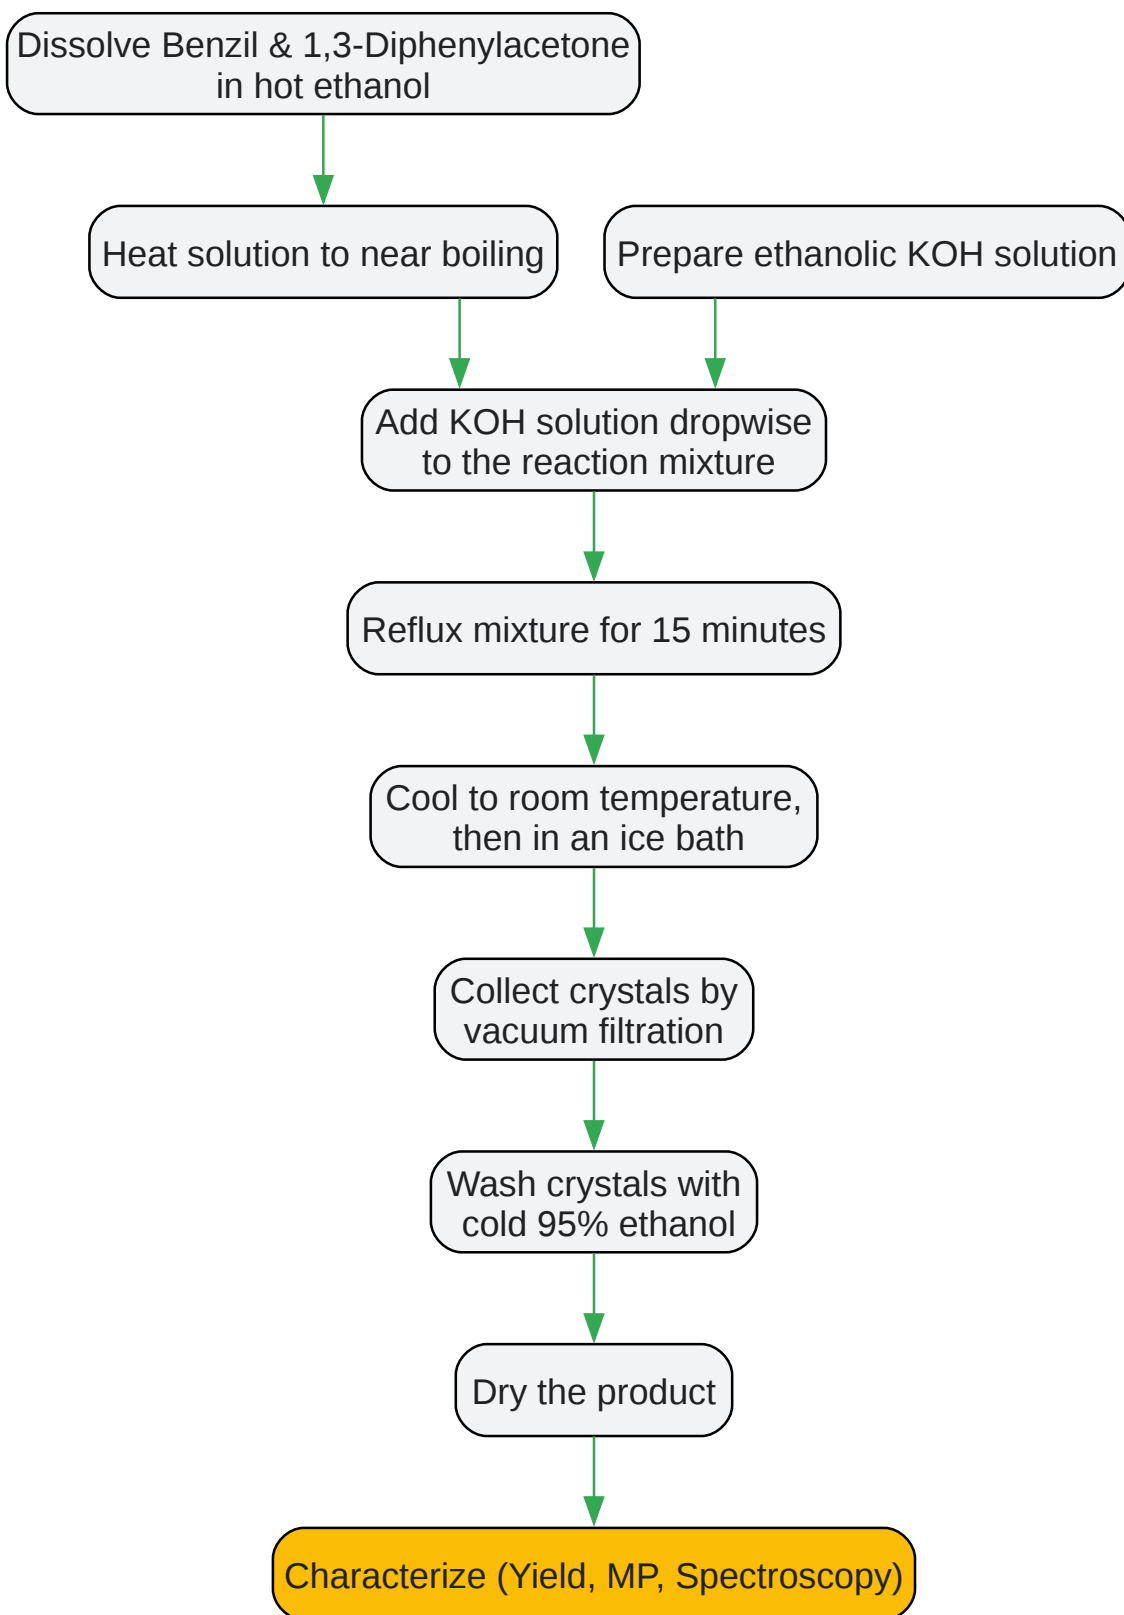 Dissolve Benzil & 1,3-Diphenylacetone
in hot ethanol
Heat solution to near boiling
Prepare ethanolic KOH solution
Add KOH solution dropwise
to the reaction mixture
Reflux mixture for 15 minutes
Cool to room temperature,
then in an ice bath
Collect crystals by
vacuum filtration
Wash crystals with
cold 95% ethanol
Dry the product
Characterize (Yield, MP, Spectroscopy)